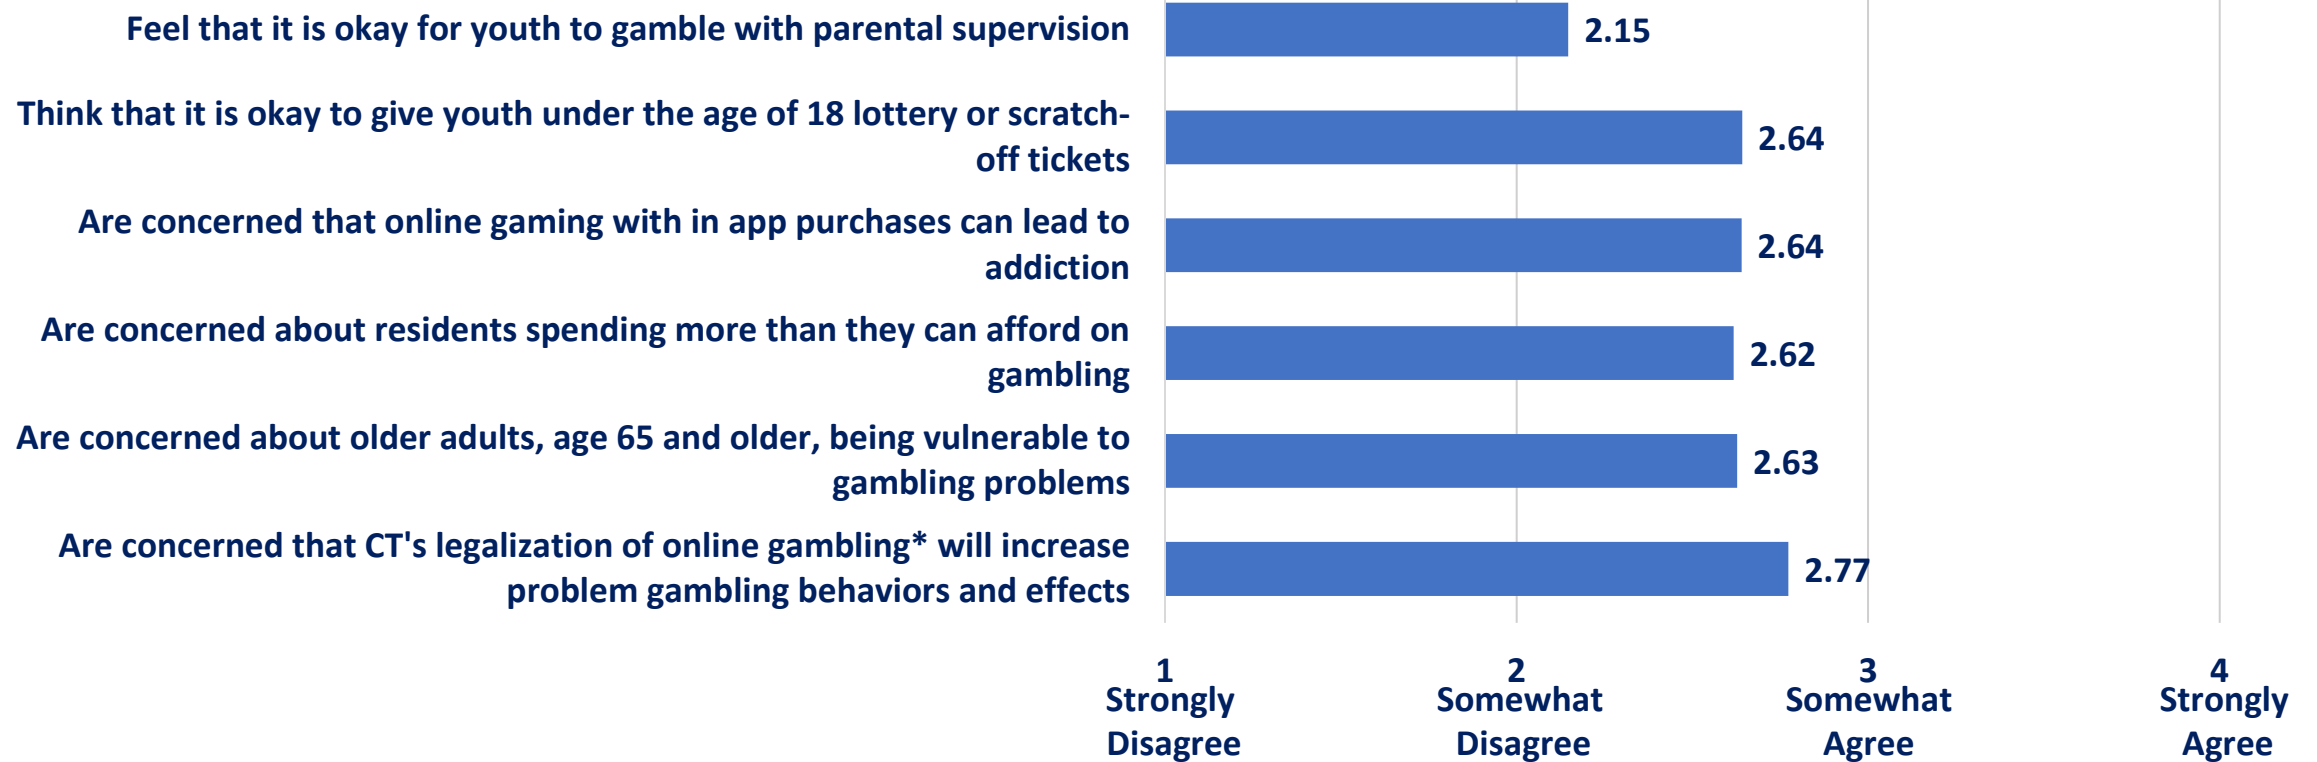 Feel that it is okay for youth to gamble with parental supervision
2.15
Think that it is okay to give youth under the age of 18 lottery or scratch-
off tickets
2.64
Are concerned that online gaming with in app purchases can lead to
addiction
2.64
Are concerned about residents spending more than they can afford on
gambling
2.62
Are concerned about older adults, age 65 and older, being vulnerable to
gambling problems
2.63
Are concerned that CT's legalization of online gambling* will increase
problem gambling behaviors and effects
2.77
1
Strongly
Disagree
2
Somewhat
Disagree
3
Somewhat
Agree
4
Strongly
Agree